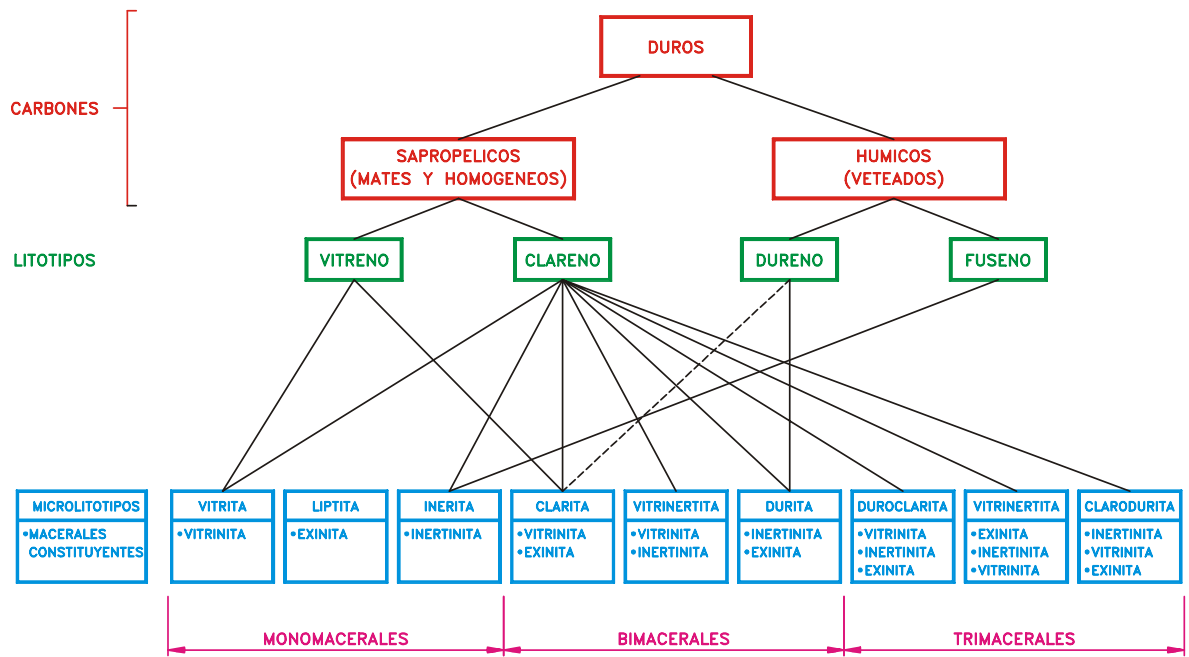 DUROS
CARBONES
SAPROPELICOS
(MATES Y HOMOGENEOS)
HUMICOS
(VETEADOS)
LITOTIPOS
VITRENO
CLARENO
DURENO
FUSENO
MICROLITOTIPOS
•MACERALES
CONSTITUYENTES
VITRITA
•VITRINITA
LIPTITA
•EXINITA
INERITA
•INERTINITA
CLARITA
•VITRINITA
•EXINITA
VITRINERTITA
•VITRINITA
•INERTINITA
DURITA
•INERTINITA
•EXINITA
DUROCLARITA
•VITRINITA
•INERTINITA
•EXINITA
VITRINERTITA
•EXINITA
•INERTINITA
•VITRINITA
CLARODURITA
•INERTINITA
•VITRINITA
•EXINITA
MONOMACERALES
BIMACERALES
TRIMACERALES